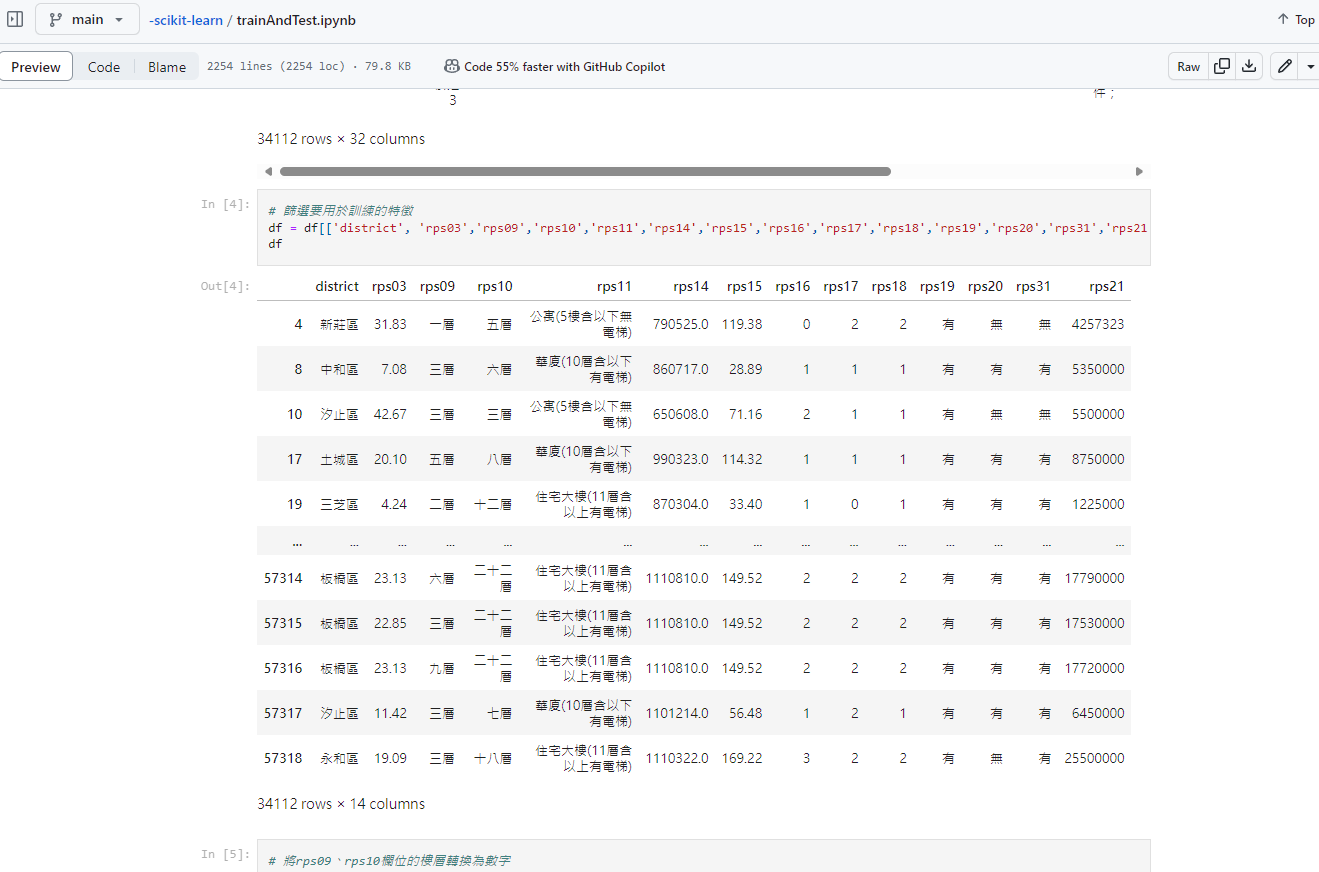 main
-scikit-learn / trainAndTest.ipynb
Top
Preview Code Blame 2254 lines (2254 loc) · 79.8 KB Code 55% faster with GitHub Copilot Raw
3
件；
34112 rows × 32 columns
In [4]:
# 篩選要用於訓練的特徵
df = df[['district', 'rps03','rps09','rps10','rps11','rps14','rps15','rps16','rps17','rps18','rps19','rps20','rps31','rps21
df
Out[4]:
district rps03 rps09 rps10 rps11 rps14 rps15 rps16 rps17 rps18 rps19 rps20 rps31 rps21
4 新莊區 31.83 一層 五層 公寓(5樓含以下無電梯) 790525.0 119.38 0 2 2 有 無 無 4257323
8 中和區 7.08 三層 六層 華廈(10層含以下有電梯) 860717.0 28.89 1 1 1 有 有 有 5350000
10 汐止區 42.67 三層 三層 公寓(5樓含以下無電梯) 650608.0 71.16 2 1 1 有 無 無 5500000
17 土城區 20.10 五層 八層 華廈(10層含以下有電梯) 990323.0 114.32 1 1 1 有 有 有 8750000
19 三芝區 4.24 二層 十二層 住宅大樓(11層含以上有電梯) 870304.0 33.40 1 0 1 有 有 有 1225000
... ... ... ... ... ... ... ... ... ... ... ... ... ... ...
57314 板橋區 23.13 六層 二十二層 住宅大樓(11層含以上有電梯) 1110810.0 149.52 2 2 2 有 有 有 17790000
57315 板橋區 22.85 三層 二十二層 住宅大樓(11層含以上有電梯) 1110810.0 149.52 2 2 2 有 有 有 17530000
57316 板橋區 23.13 九層 二十二層 住宅大樓(11層含以上有電梯) 1110810.0 149.52 2 2 2 有 有 有 17720000
57317 汐止區 11.42 三層 七層 華廈(10層含以下有電梯) 1101214.0 56.48 1 2 1 有 有 有 6450000
57318 永和區 19.09 三層 十八層 住宅大樓(11層含以上有電梯) 1110322.0 169.22 3 2 2 有 無 有 25500000
34112 rows × 14 columns
In [5]:
# 將rps09、rps10欄位的樓層轉換為數字